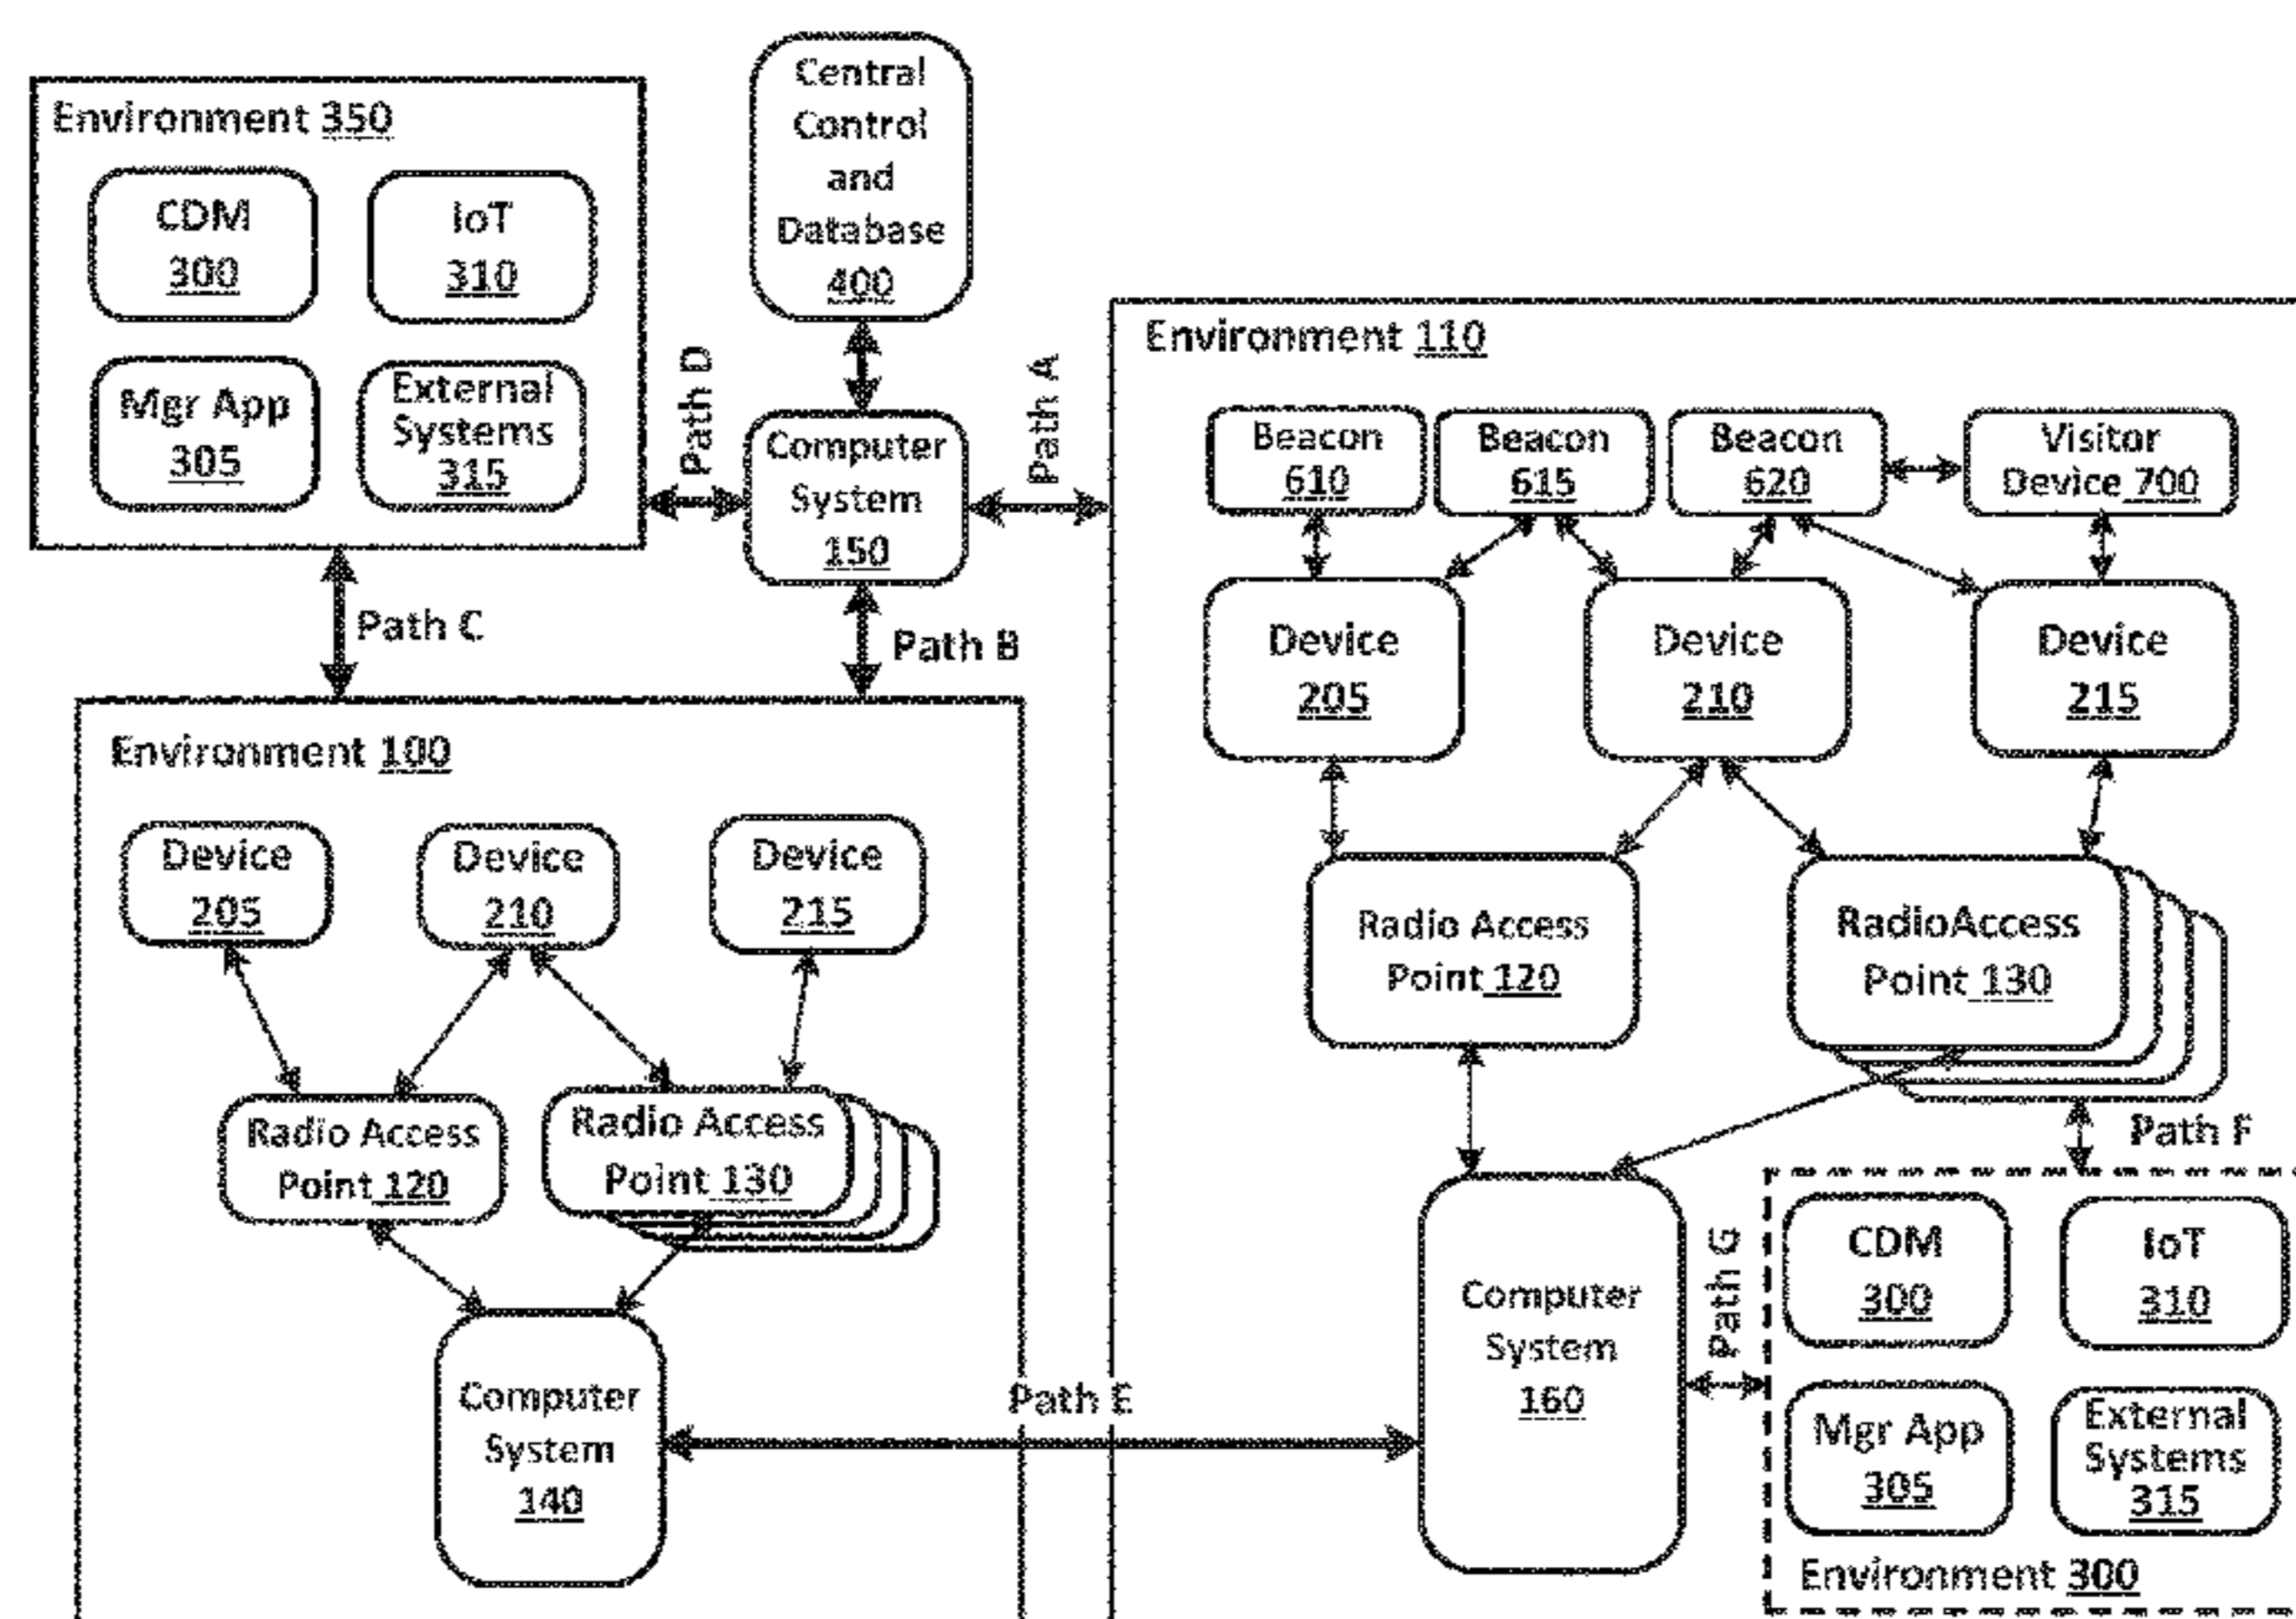 Environment 350
CDM
300
IoT
310
Mgr App
305
External
Systems
315
Central
Control
and
Database
400
Path D
Computer
System
150
Path A
Path C
Path B
Environment 100
Device
205
Device
210
Device
215
Radio Access
Point 120
Radio Access
Point 130
Computer
System
140
Path E
Environment 110
Beacon
610
Beacon
615
Beacon
620
Visitor
Device 700
Device
205
Device
210
Device
215
Radio Access
Point 120
RadioAccess
Point 130
Path F
Computer
System
160
Path G
CDM
300
IoT
310
Mgr App
305
External
Systems
315
Environment 300